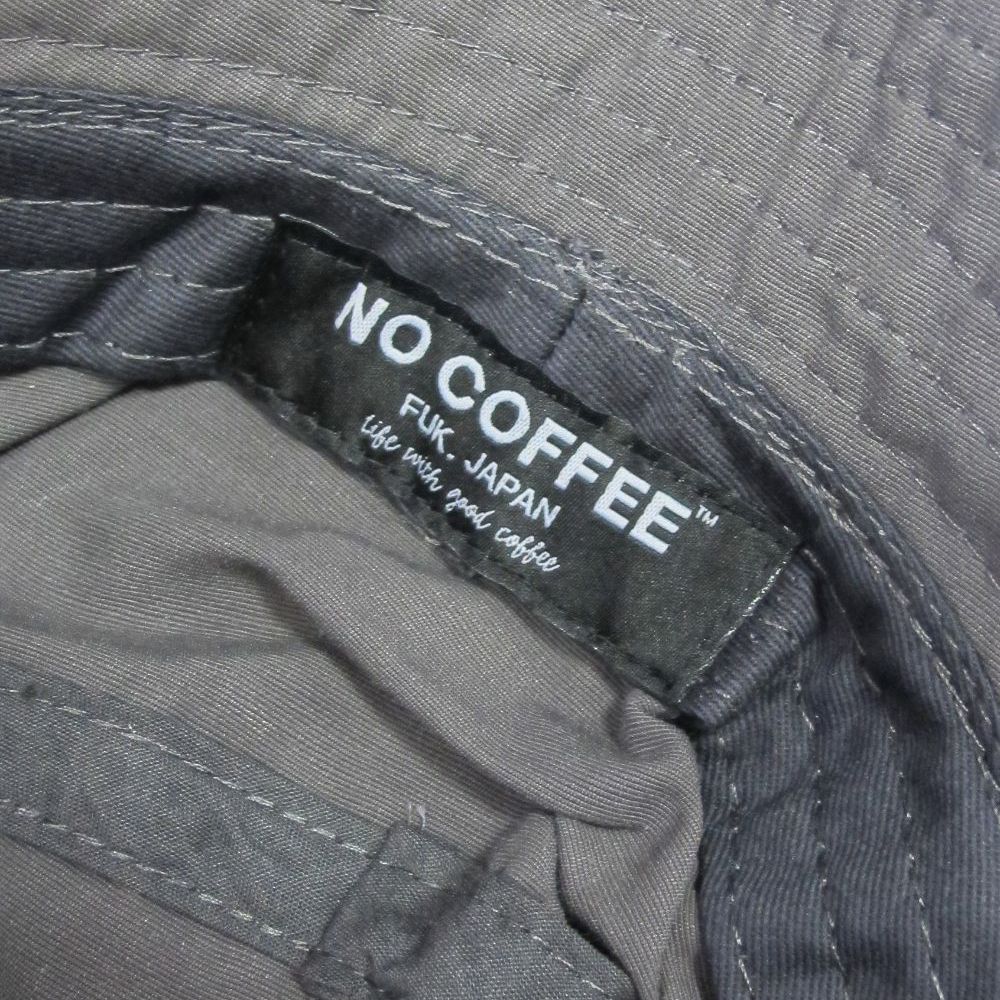 NO COFFEE™
FUK. JAPAN
life with good coffee